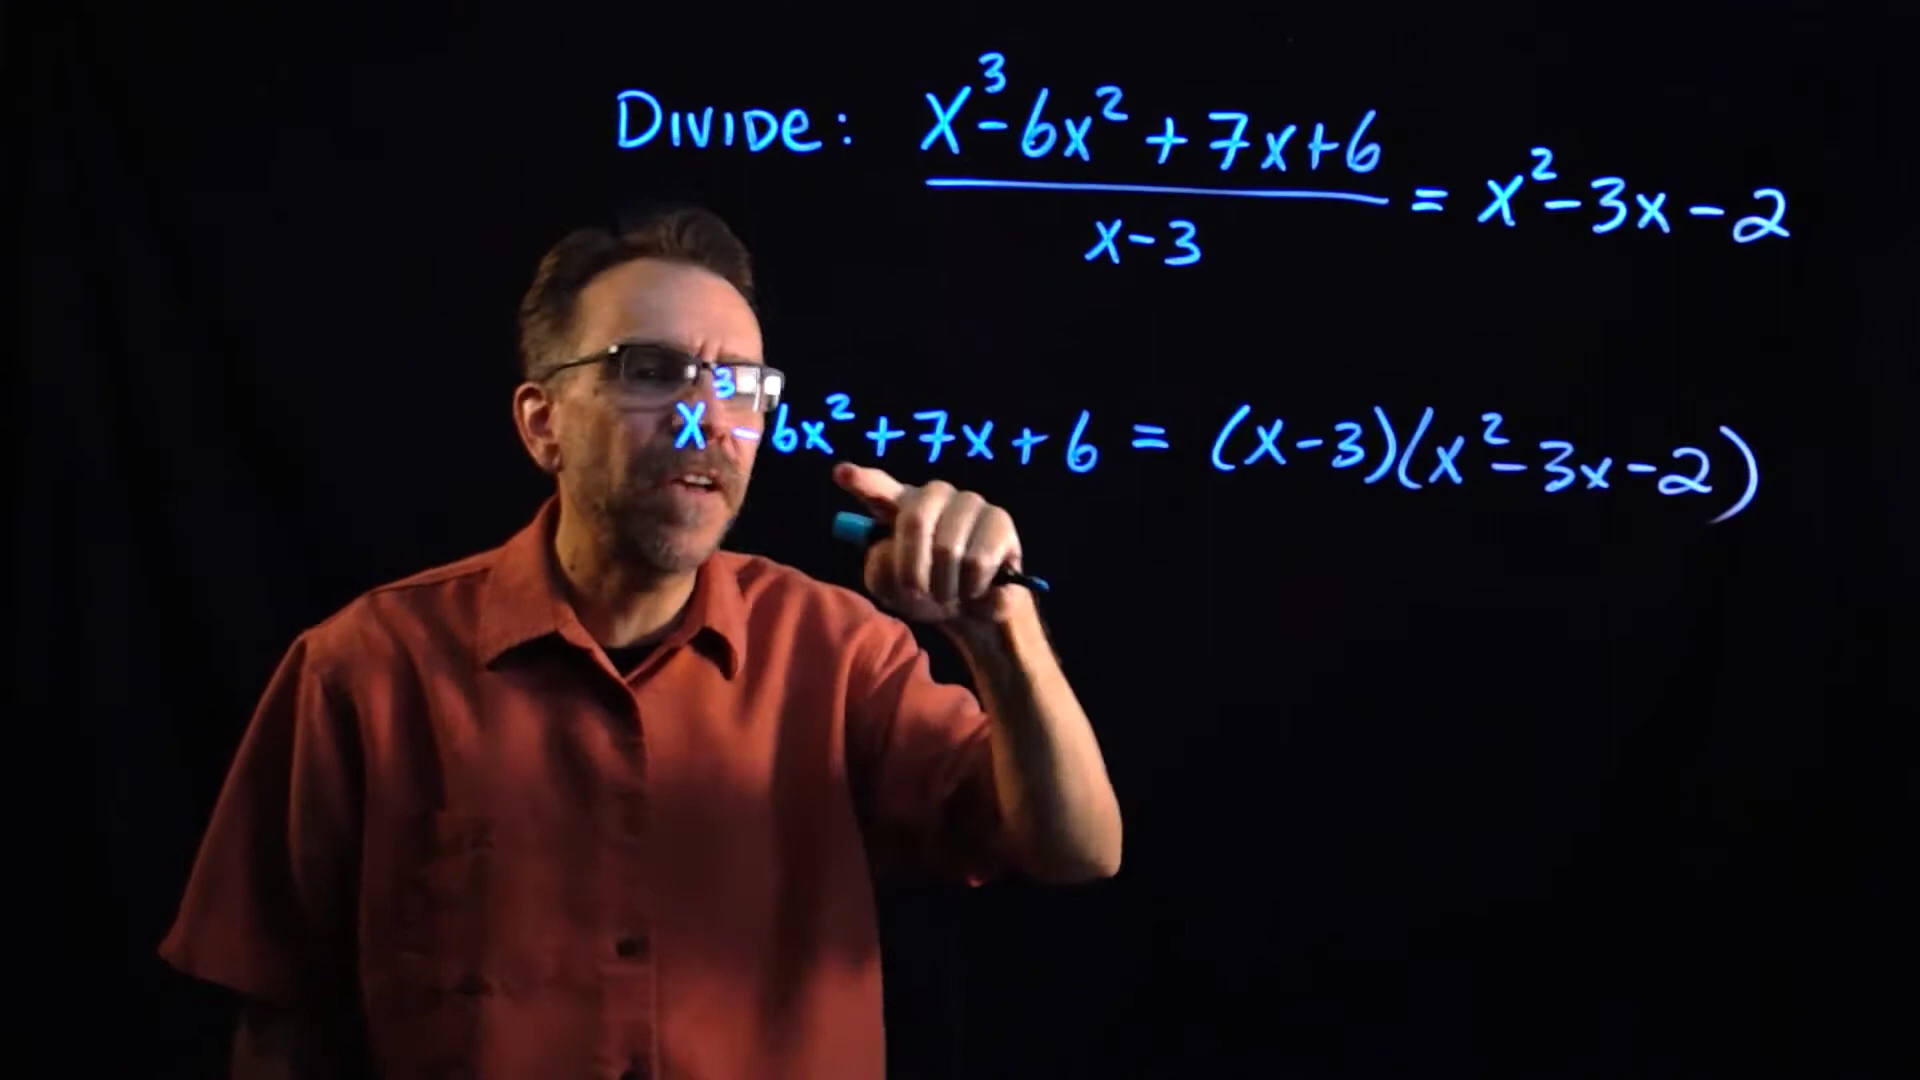 Divide: x³-6x²+7x+6
x-3
= x²-3x-2
x³-6x²+7x+6 = (x-3)(x²-3x-2)